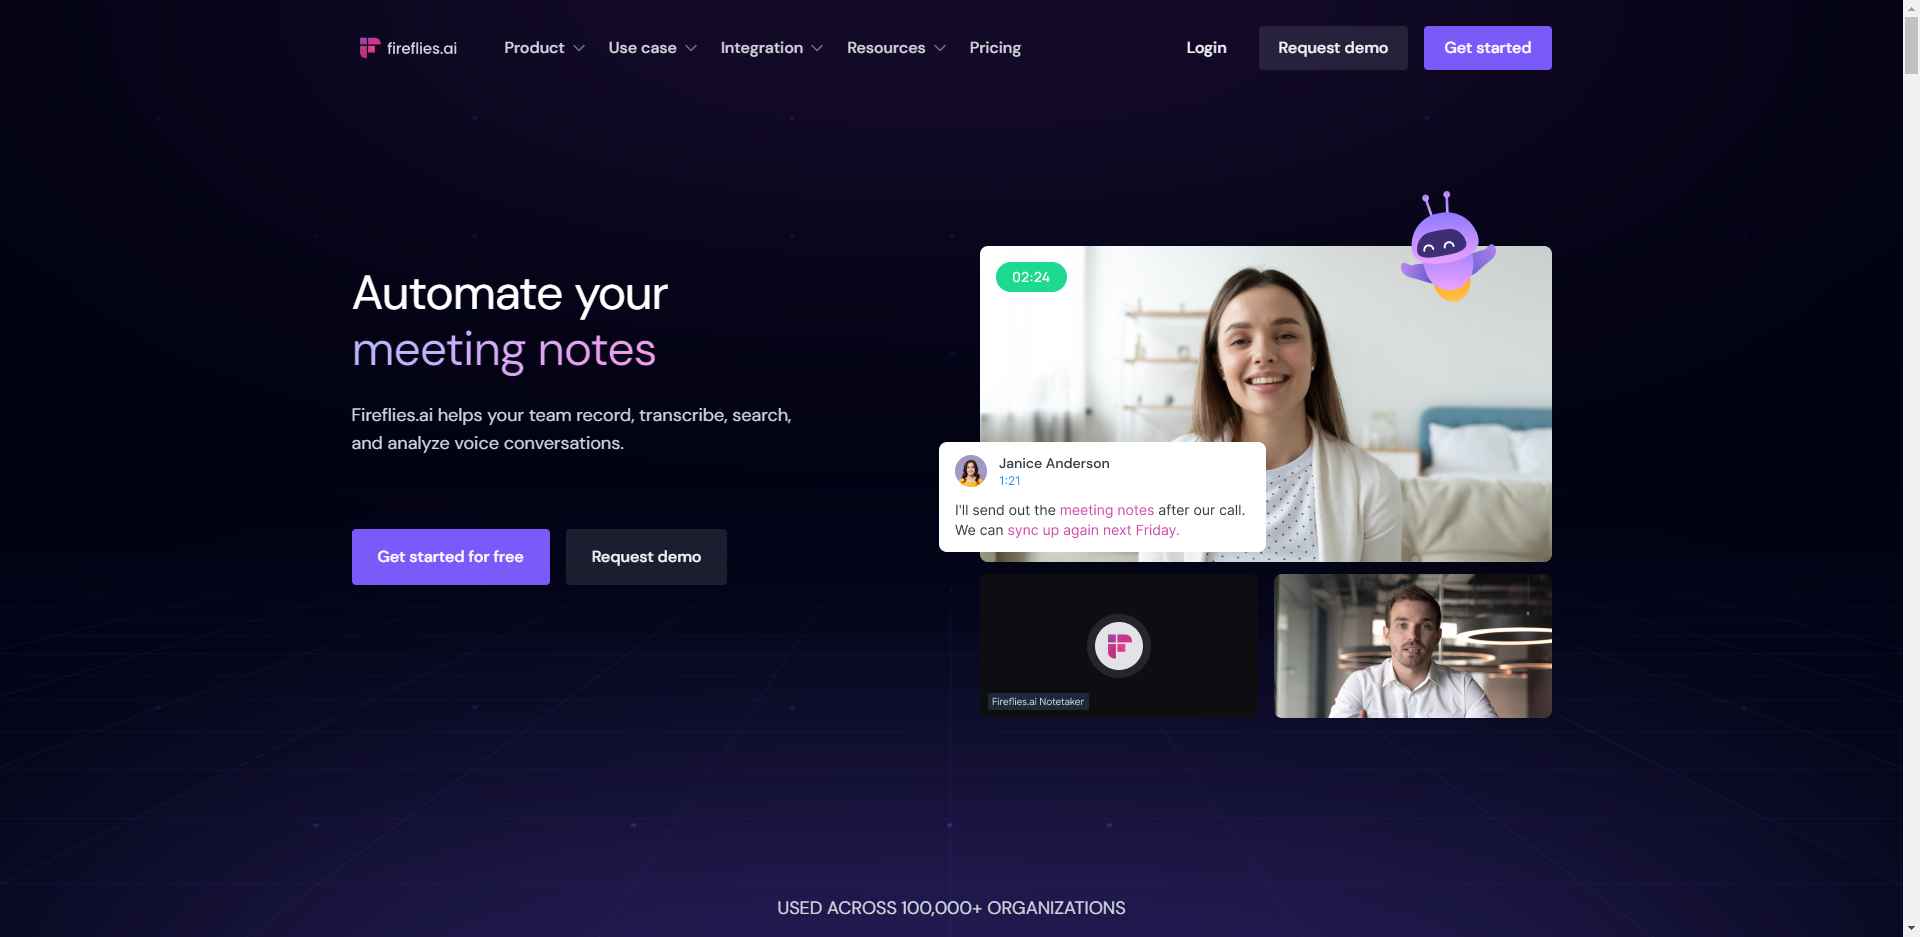 fireflies.ai
Product
Use case
Integration
Resources
Pricing
Login
Request demo
Get started
Automate your
meeting notes
Fireflies.ai helps your team record, transcribe, search,
and analyze voice conversations.
Get started for free
Request demo
02:24
Janice Anderson
1:21
I'll send out the meeting notes after our call.
We can sync up again next Friday.
Fireflies.ai Notetaker
USED ACROSS 100,000+ ORGANIZATIONS